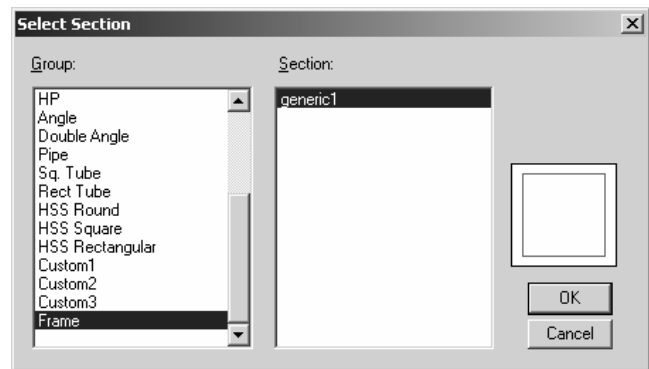 Select Section
Group:
Section:
HP
Angle
Double Angle
Pipe
Sq. Tube
Rect Tube
HSS Round
HSS Square
HSS Rectangular
Custom1
Custom2
Custom3
Frame
generic1
OK
Cancel